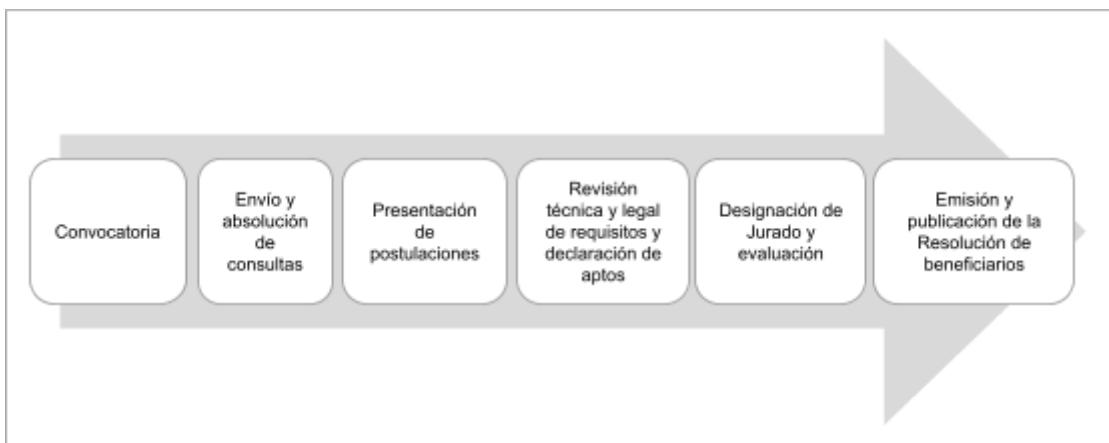 Convocatoria
Envío y
absolución
de
consultas
Presentación
de
postulaciones
Revisión
técnica y legal
de requisitos y
declaración de
aptos
Designación de
Jurado y
evaluación
Emisión y
publicación de la
Resolución de
beneficiarios